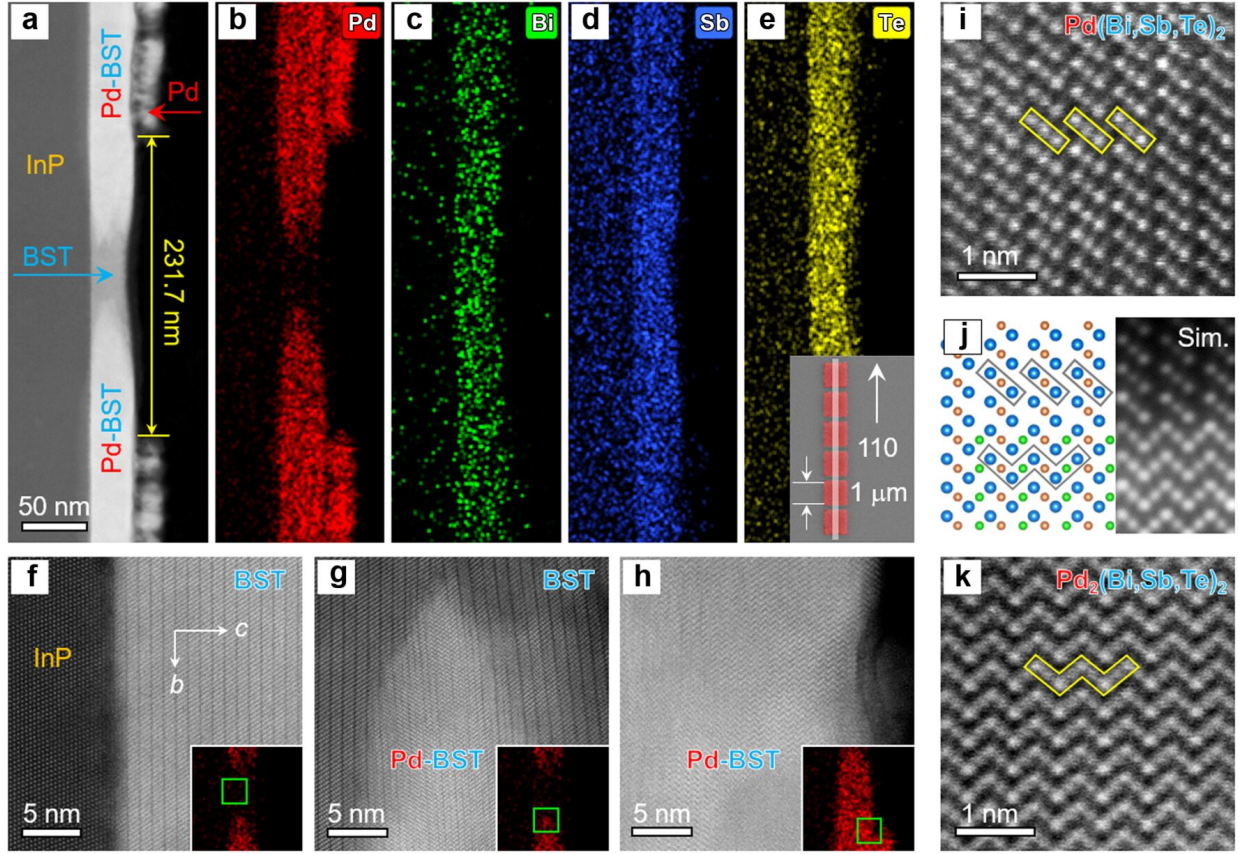 a
Pd-BST
Pd
InP
BST
231.7 nm
Pd-BST
50 nm
b
Pd
c
Bi
d
Sb
e
Te
110
1 μm
f
BST
InP
c
b
5 nm
g
BST
Pd-BST
5 nm
h
Pd-BST
5 nm
i
Pd(Bi,Sb,Te)₂
1 nm
j
Sim.
k
Pd₂(Bi,Sb,Te)₂
1 nm